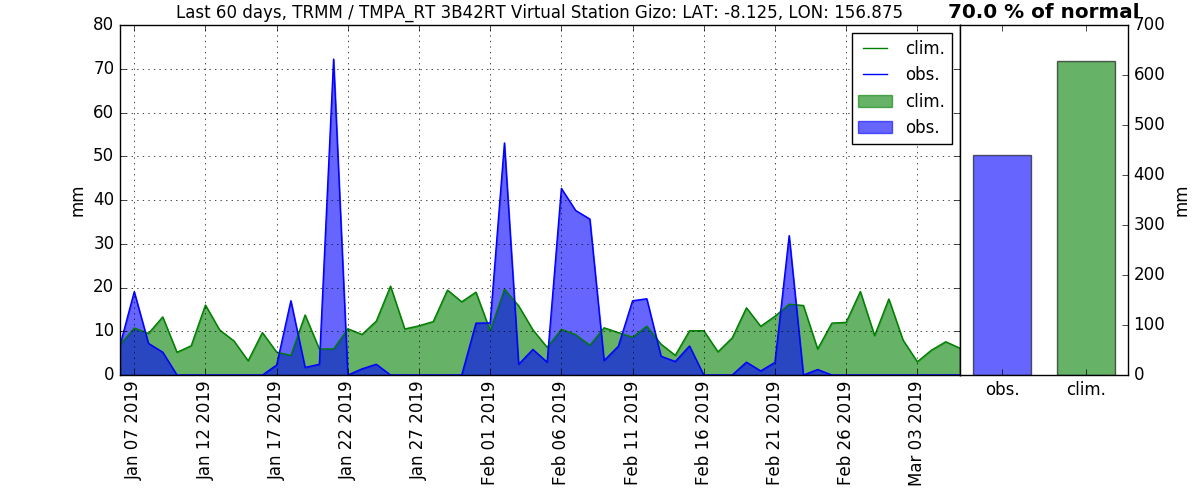 Last 60 days, TRMM / TMPA_RT 3B42RT Virtual Station Gizo: LAT: -8.125, LON: 156.875
70.0 % of normal
80
70
60
50
40
30
20
10
0
mm
clim.
obs.
clim.
obs.
Jan 07 2019
Jan 12 2019
Jan 17 2019
Jan 22 2019
Jan 27 2019
Feb 01 2019
Feb 06 2019
Feb 11 2019
Feb 16 2019
Feb 21 2019
Feb 26 2019
Mar 03 2019
obs.
clim.
700
600
500
400
300
200
100
0
mm